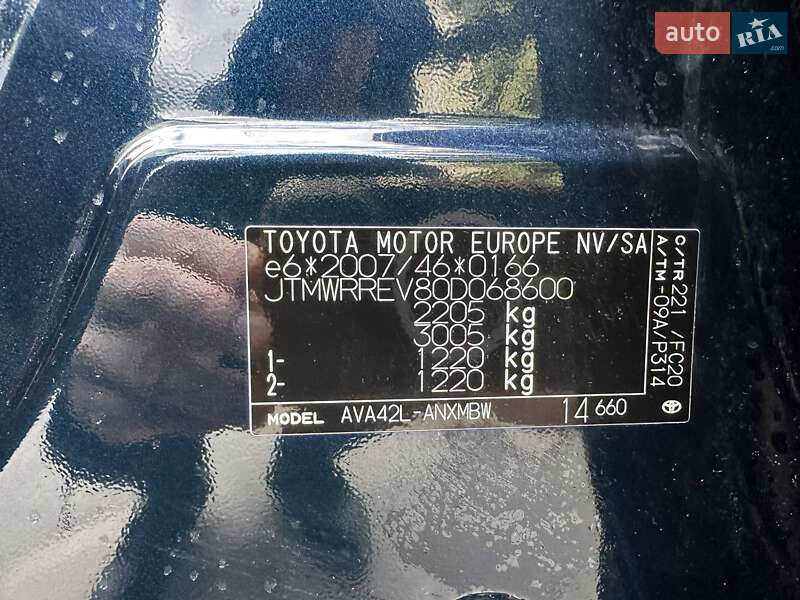 auto RIA.com
TOYOTA MOTOR EUROPE NV/SA
e6*2007/46*0166
JTMWRREV80D068600
2205 kg
3005 kg
1- 1220 kg
2- 1220 kg
MODEL AVA42L-ANXMBW 14 660
C/TR 221 /FC20
A/TM -09A/P314